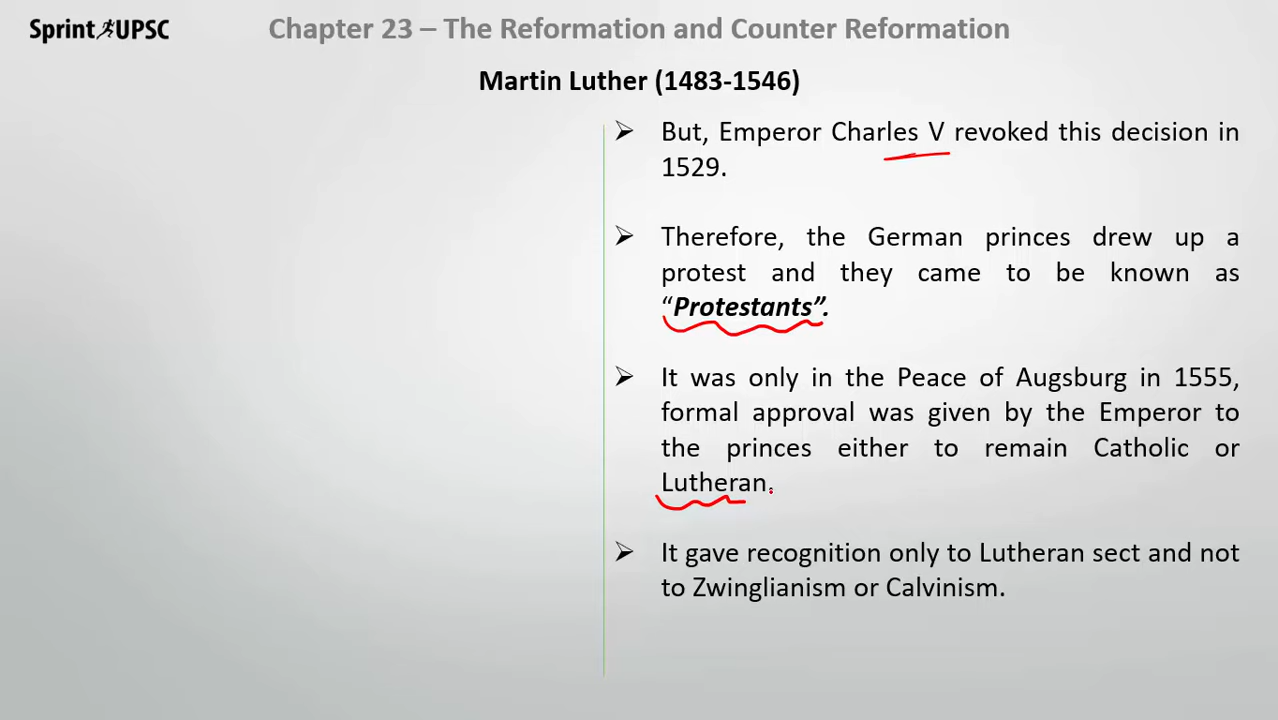 Sprint UPSC
Chapter 23 – The Reformation and Counter Reformation
Martin Luther (1483-1546)
➢ But, Emperor Charles V revoked this decision in
1529.
➢ Therefore, the German princes drew up a
protest and they came to be known as
“Protestants”.
➢ It was only in the Peace of Augsburg in 1555,
formal approval was given by the Emperor to
the princes either to remain Catholic or
Lutheran.
➢ It gave recognition only to Lutheran sect and not
to Zwinglianism or Calvinism.